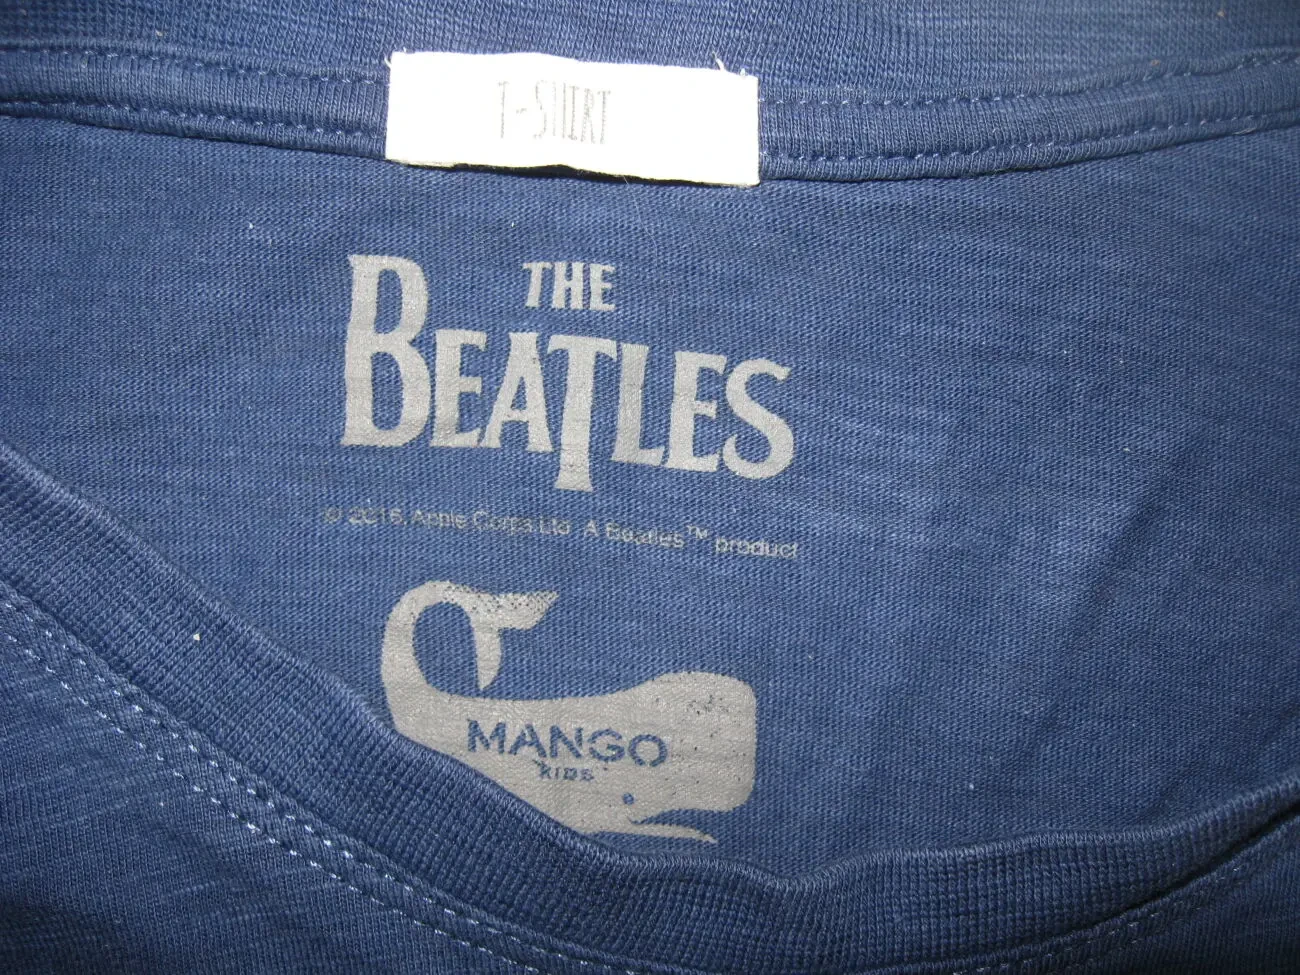 T-SHIRT
THE
BEATLES
© 2016, Apple Corps Ltd. A Beatles™ product
MANGO
KIDS